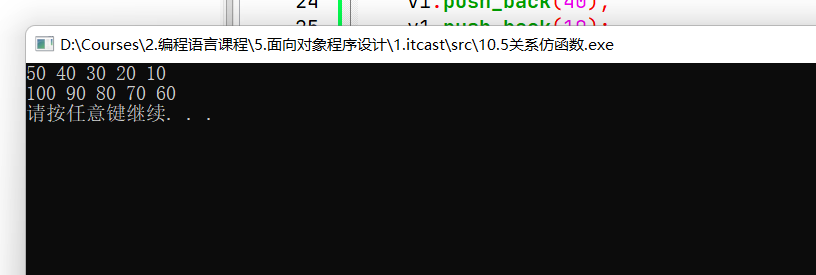 24 v1.push_back(40);
25 v1.push_back(10);
D:\Courses\2.编程语言课程\5.面向对象程序设计\1.itcast\src\10.5关系仿函数.exe
50 40 30 20 10
100 90 80 70 60
请按任意键继续. . .